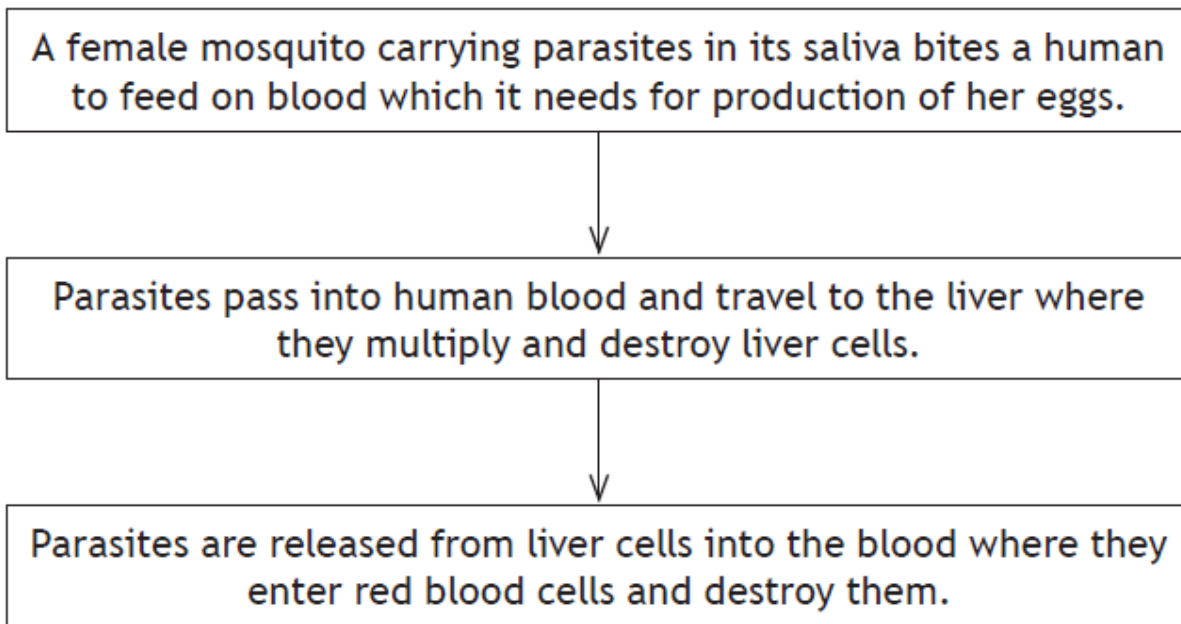 A female mosquito carrying parasites in its saliva bites a human
to feed on blood which it needs for production of her eggs.
Parasites pass into human blood and travel to the liver where
they multiply and destroy liver cells.
Parasites are released from liver cells into the blood where they
enter red blood cells and destroy them.